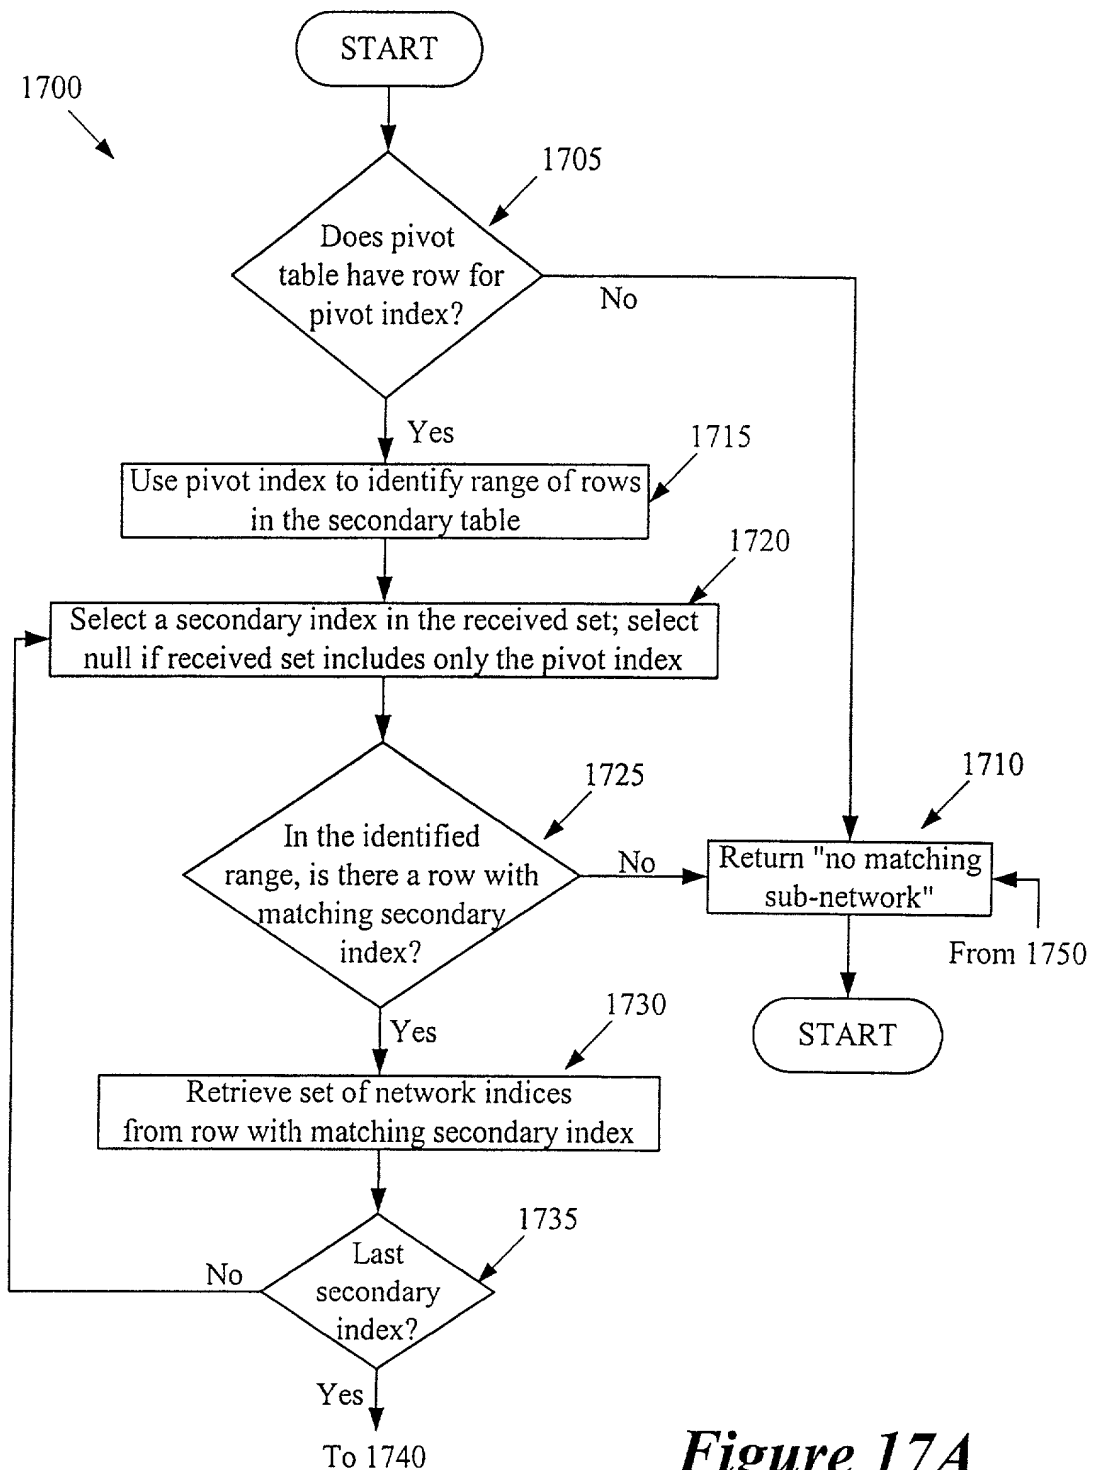 START
1700
1705
Does pivot
table have row for
pivot index?
No
Yes
1715
Use pivot index to identify range of rows
in the secondary table
1720
Select a secondary index in the received set; select
null if received set includes only the pivot index
1725
In the identified
range, is there a row with
matching secondary
index?
No
1710
Return "no matching
sub-network"
From 1750
START
Yes
1730
Retrieve set of network indices
from row with matching secondary index
1735
Last
secondary
index?
No
Yes
To 1740
Figure 17A